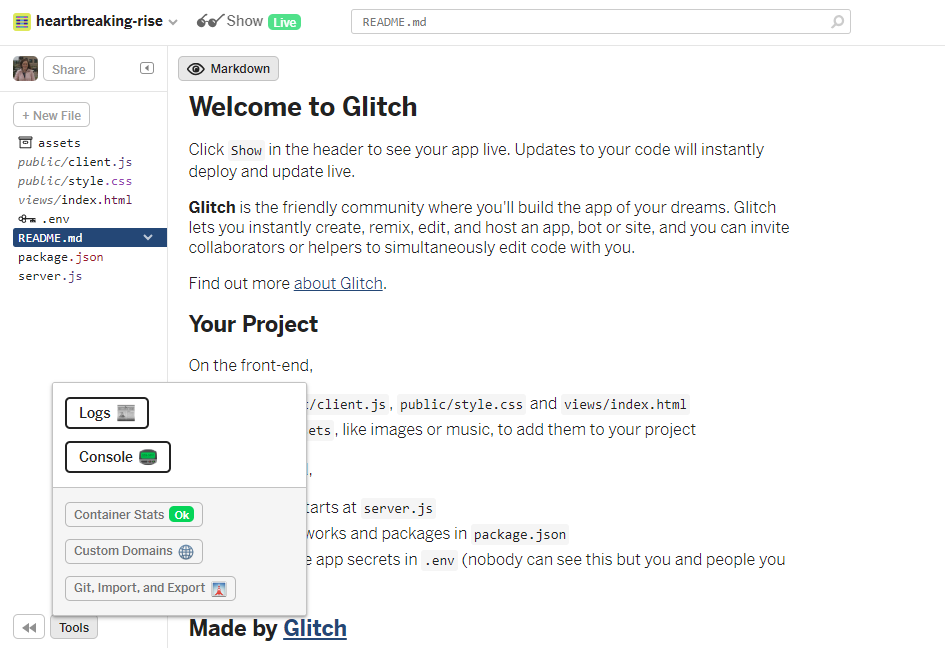 heartbreaking-rise
Show Live
README.md
Share
+ New File
assets
public/client.js
public/style.css
views/index.html
.env
README.md
package.json
server.js
Markdown
Welcome to Glitch
Click Show in the header to see your app live. Updates to your code will instantly
deploy and update live.
Glitch is the friendly community where you'll build the app of your dreams. Glitch
lets you instantly create, remix, edit, and host an app, bot or site, and you can invite
collaborators or helpers to simultaneously edit code with you.
Find out more about Glitch.
Your Project
On the front-end,
/client.js, public/style.css and views/index.html
ets, like images or music, to add them to your project
,
tarts at server.js
works and packages in package.json
e app secrets in .env (nobody can see this but you and people you
Made by Glitch
Logs
Console
Container Stats Ok
Custom Domains
Git, Import, and Export
Tools